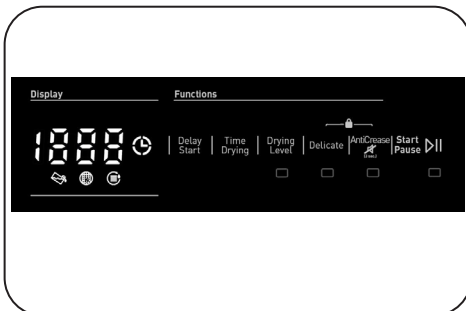 Display
Functions
1888
Delay
Start
Time
Drying
Drying
Level
Delicate
AntiCrease
Start
Pause